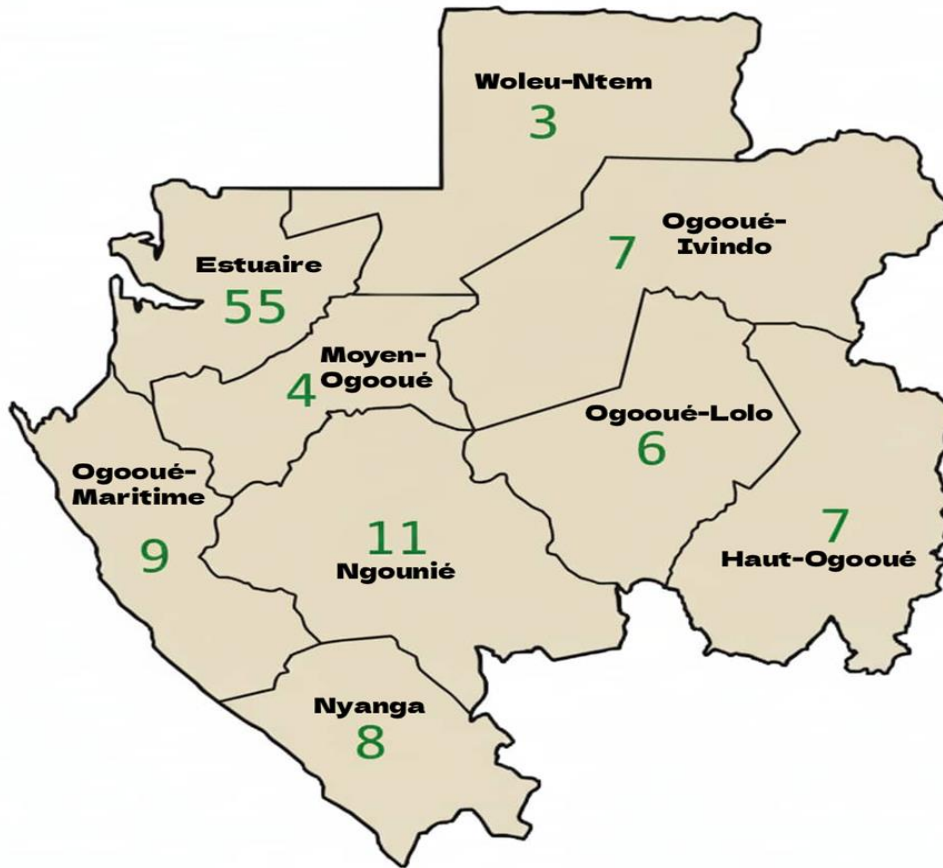 Woleu-Ntem
3
Ogooué-
Ivindo
7
Estuaire
55
Moyen-
Ogooué
4
Ogooué-Lolo
6
Ogooué-
Maritime
9
11
Ngounié
7
Haut-Ogooué
Nyanga
8